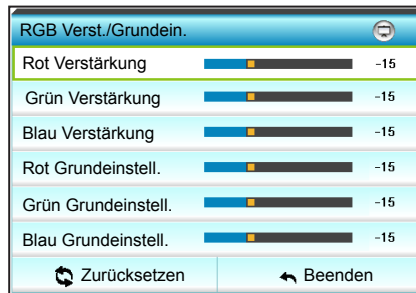 RGB Verst./Grundein.
Rot Verstärkung -15
Grün Verstärkung -15
Blau Verstärkung -15
Rot Grundeinstell. -15
Grün Grundeinstell. -15
Blau Grundeinstell. -15
Zurücksetzen Beenden